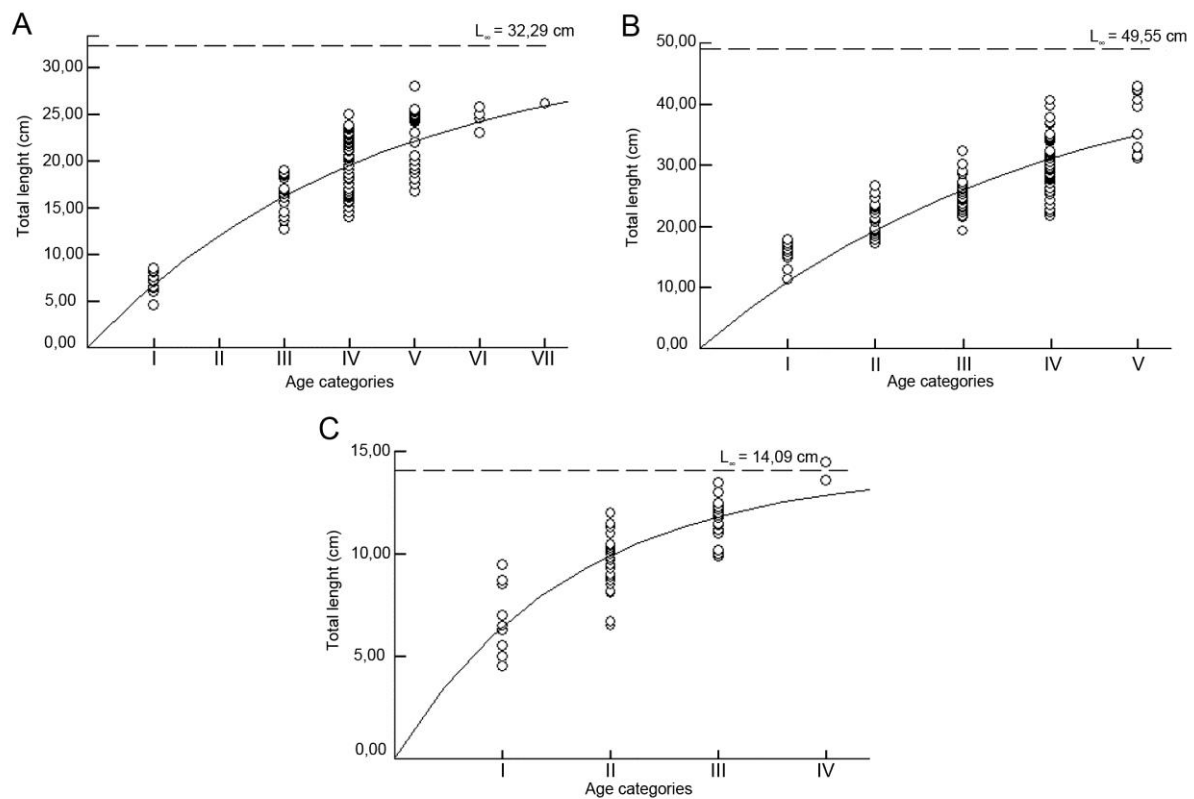 A
L∞ = 32,29 cm
30,00
25,00
20,00
15,00
10,00
5,00
0,00
Total lenght (cm)
I II III IV V VI VII
Age categories
B
L∞ = 49,55 cm
50,00
40,00
30,00
20,00
10,00
0,00
Total lenght (cm)
I II III IV V
Age categories
C
L∞ = 14,09 cm
15,00
10,00
5,00
0,00
Total lenght (cm)
I II III IV
Age categories